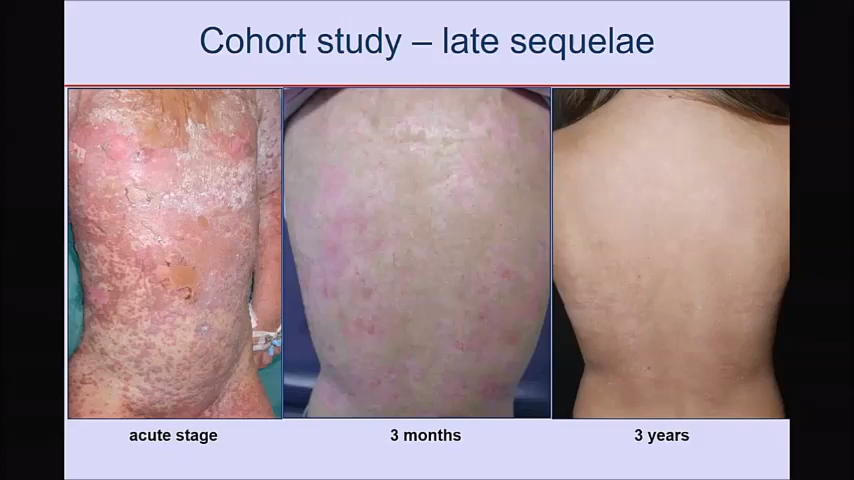 Cohort study – late sequelae
acute stage
3 months
3 years